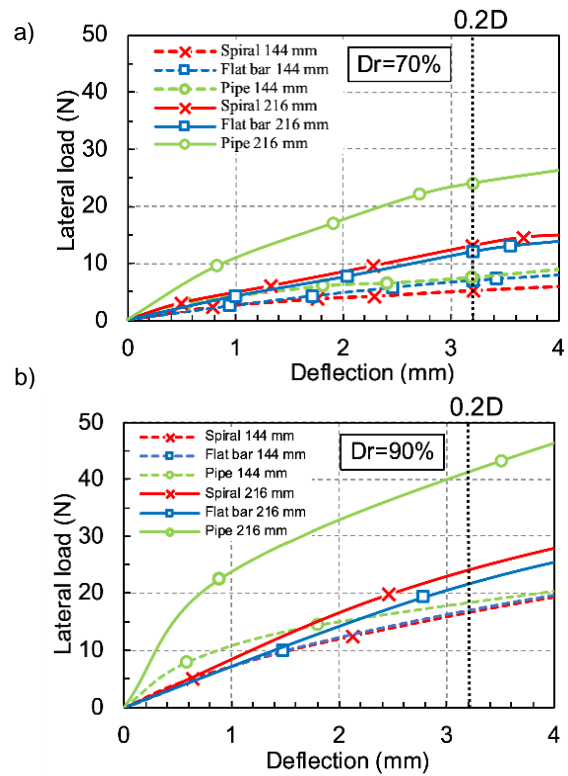 a)
0.2D
50
40
30
20
10
0
Lateral load (N)
Spiral 144 mm
Flat bar 144 mm
Pipe 144 mm
Spiral 216 mm
Flat bar 216 mm
Pipe 216 mm
Dr=70%
0 1 2 3 4
Deflection (mm)
b)
0.2D
50
40
30
20
10
0
Lateral load (N)
Spiral 144 mm
Flat bar 144 mm
Pipe 144 mm
Spiral 216 mm
Flat bar 216 mm
Pipe 216 mm
Dr=90%
0 1 2 3 4
Deflection (mm)